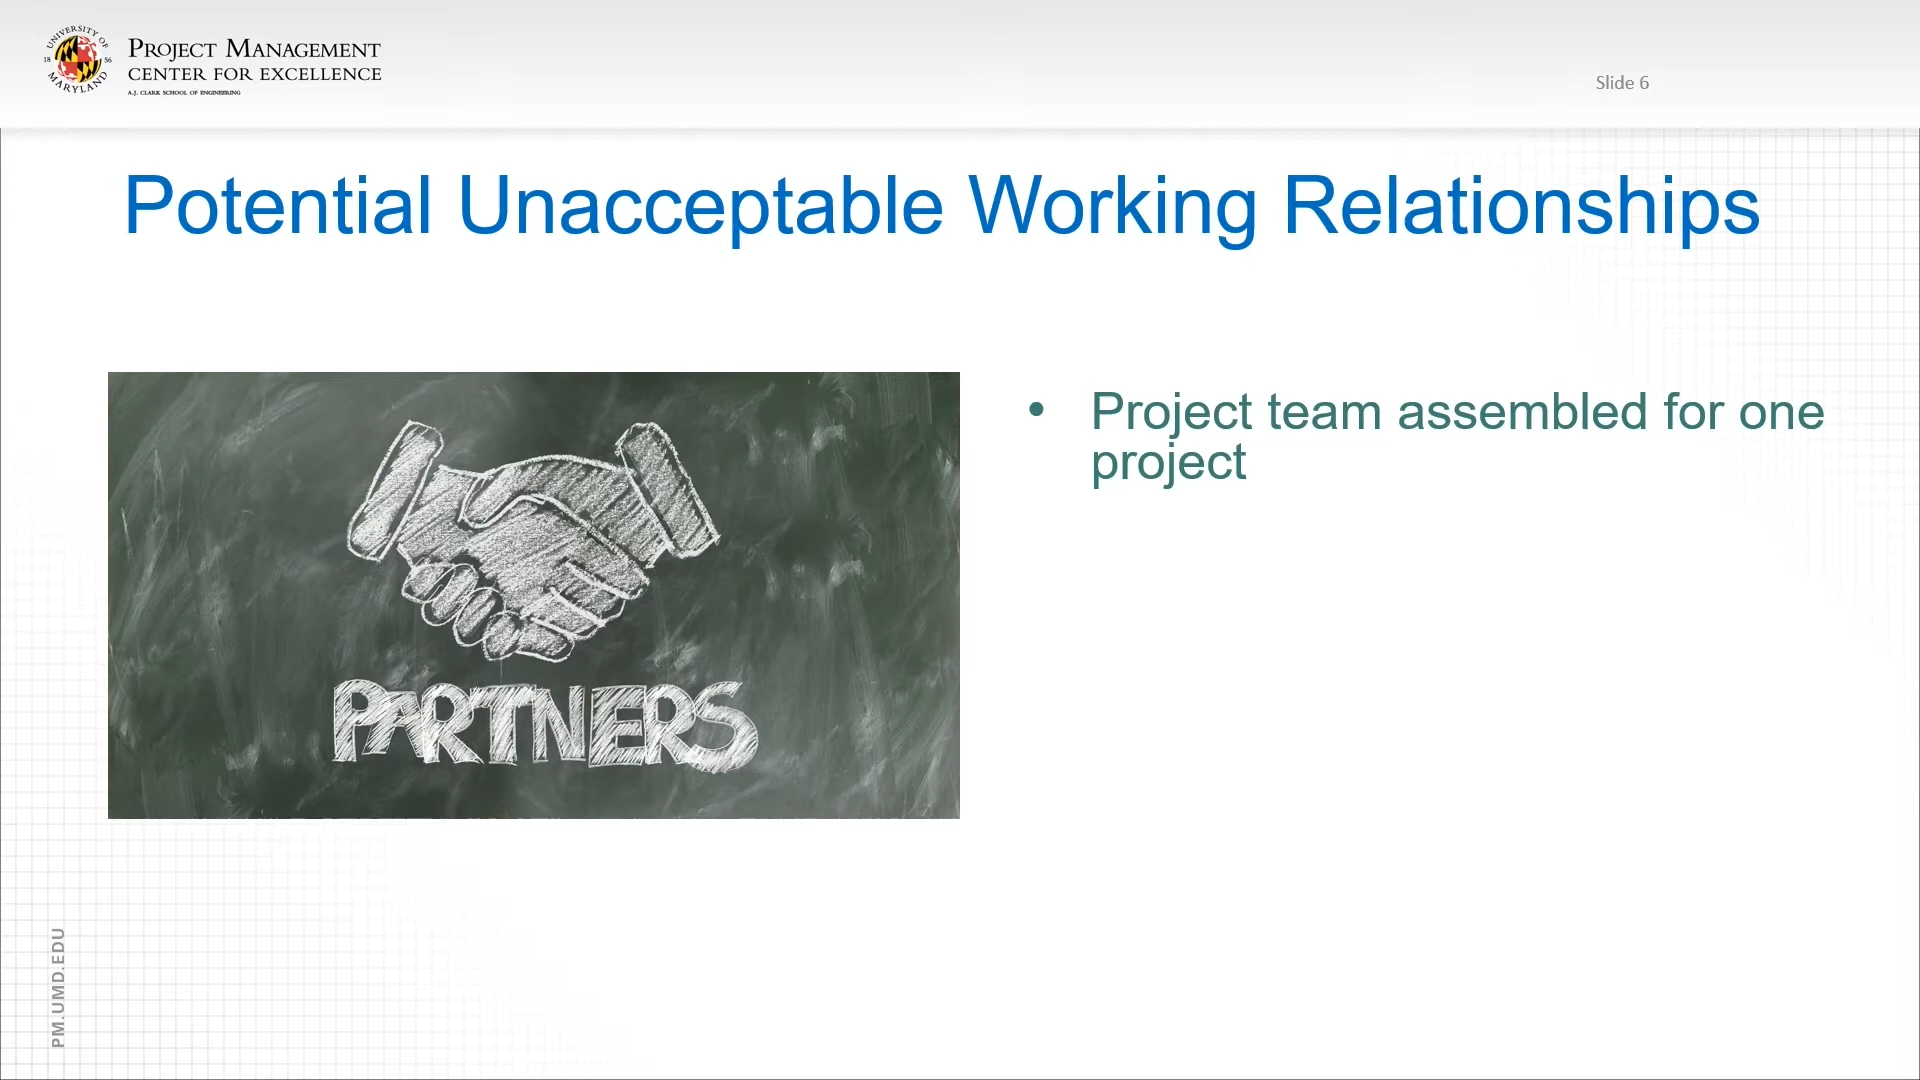 UNIVERSITY OF
18 56
MARYLAND
PROJECT MANAGEMENT
CENTER FOR EXCELLENCE
A.J. CLARK SCHOOL OF ENGINEERING
Slide 6
Potential Unacceptable Working Relationships
• Project team assembled for one
project
PARTNERS
PM.UMD.EDU